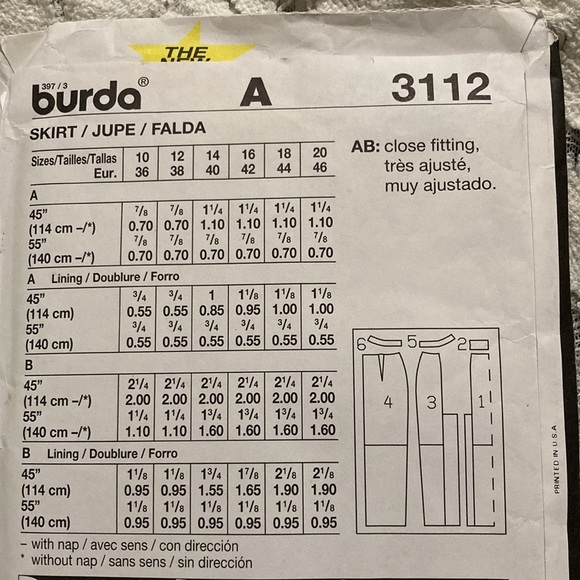 THE
NEW
397 / 3
burda® A 3112
SKIRT / JUPE / FALDA
Sizes/Tailles/Tallas 10 12 14 16 18 20
Eur. 36 38 40 42 44 46
AB: close fitting,
très ajusté,
muy ajustado.
A
45" 7/8 7/8 1 1/4 1 1/4 1 1/4 1 1/4
(114 cm –/*) 0.70 0.70 1.10 1.10 1.10 1.10
55" 7/8 7/8 7/8 7/8 7/8 7/8
(140 cm –/*) 0.70 0.70 0.70 0.70 0.70 0.70
A Lining / Doublure / Forro
45" 3/4 3/4 1 1 1/8 1 1/8 1 1/8
(114 cm) 0.55 0.55 0.85 0.95 1.00 1.00
55" 3/4 3/4 3/4 3/4 3/4 3/4
(140 cm) 0.55 0.55 0.55 0.55 0.55 0.55
B
45" 2 1/4 2 1/4 2 1/4 2 1/4 2 1/4 2 1/4
(114 cm –/*) 2.00 2.00 2.00 2.00 2.00 2.00
55" 1 1/4 1 1/4 1 3/4 1 3/4 1 3/4 1 3/4
(140 cm –/*) 1.10 1.10 1.60 1.60 1.60 1.60
B Lining / Doublure / Forro
45" 1 1/8 1 1/8 1 3/4 1 7/8 2 1/8 2 1/8
(114 cm) 0.95 0.95 1.55 1.65 1.90 1.90
55" 1 1/8 1 1/8 1 1/8 1 1/8 1 1/8 1 1/8
(140 cm) 0.95 0.95 0.95 0.95 0.95 0.95
– with nap / avec sens / con dirección
* without nap / sans sens / sin dirección
6 5 2
4 3 1
PRINTED IN U.S.A